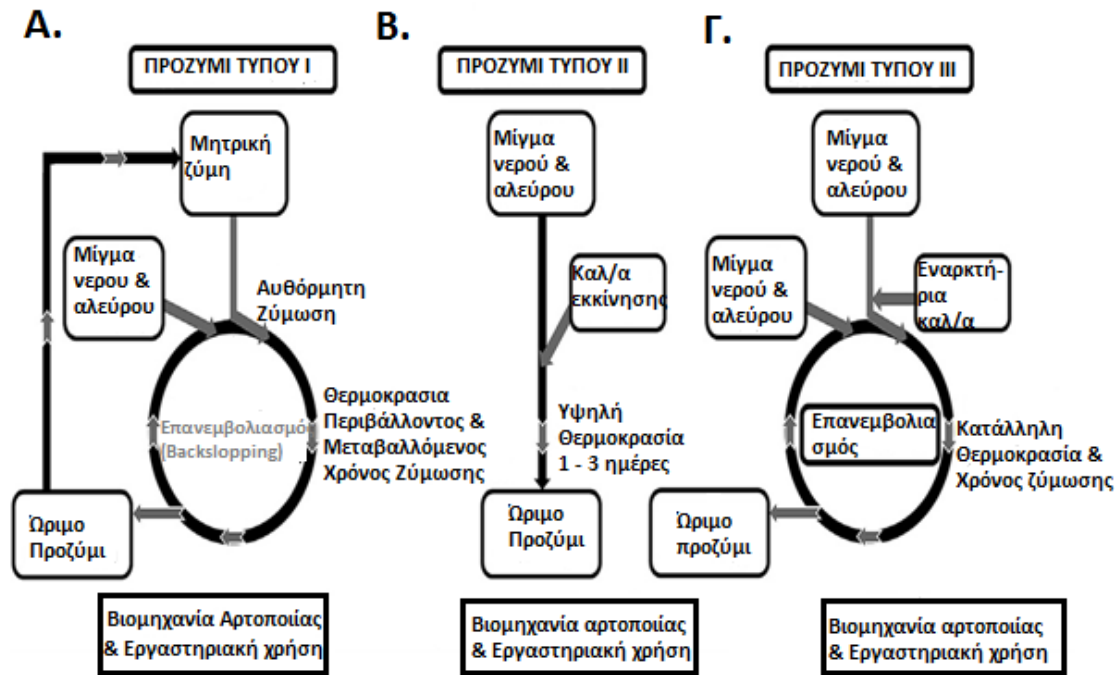 Α.
ΠΡΟΖΥΜΙ ΤΥΠΟΥ Ι
Μητρική
ζύμη
Μίγμα
νερου &
αλεύρου
Αυθόρμητη
Ζύμωση
Επανεμβολιασμός
(Backslopping)
Θερμοκρασια
Περιβάλλοντος &
Μεταβαλλόμενος
Χρόνος Ζύμωσης
Ώριμο
Προζύμι
Βιομηχανία Αρτοποιίας
& Εργαστηριακή χρήση
Β.
ΠΡΟΖΥΜΙ ΤΥΠΟΥ ΙΙ
Μίγμα
νερού &
αλεύρου
Καλ/α
εκκίνησης
Υψηλή
Θερμοκρασία
1 - 3 ημέρες
Ώριμο
Προζύμι
Βιομηχανία αρτοποιίας
& Εργαστηριακή χρήση
Γ.
ΠΡΟΖΥΜΙ ΤΥΠΟΥ ΙΙΙ
Μίγμα
νερού &
αλεύρου
Μίγμα
νερού &
αλεύρου
Εναρκτή-
ρια
καλ/α
Επανεμβολια
σμός
Κατάλληλη
Θερμοκρασία &
Χρόνος ζύμωσης
Ώριμο
προζύμι
Βιομηχανία αρτοποιίας
& Εργαστηριακή χρήση